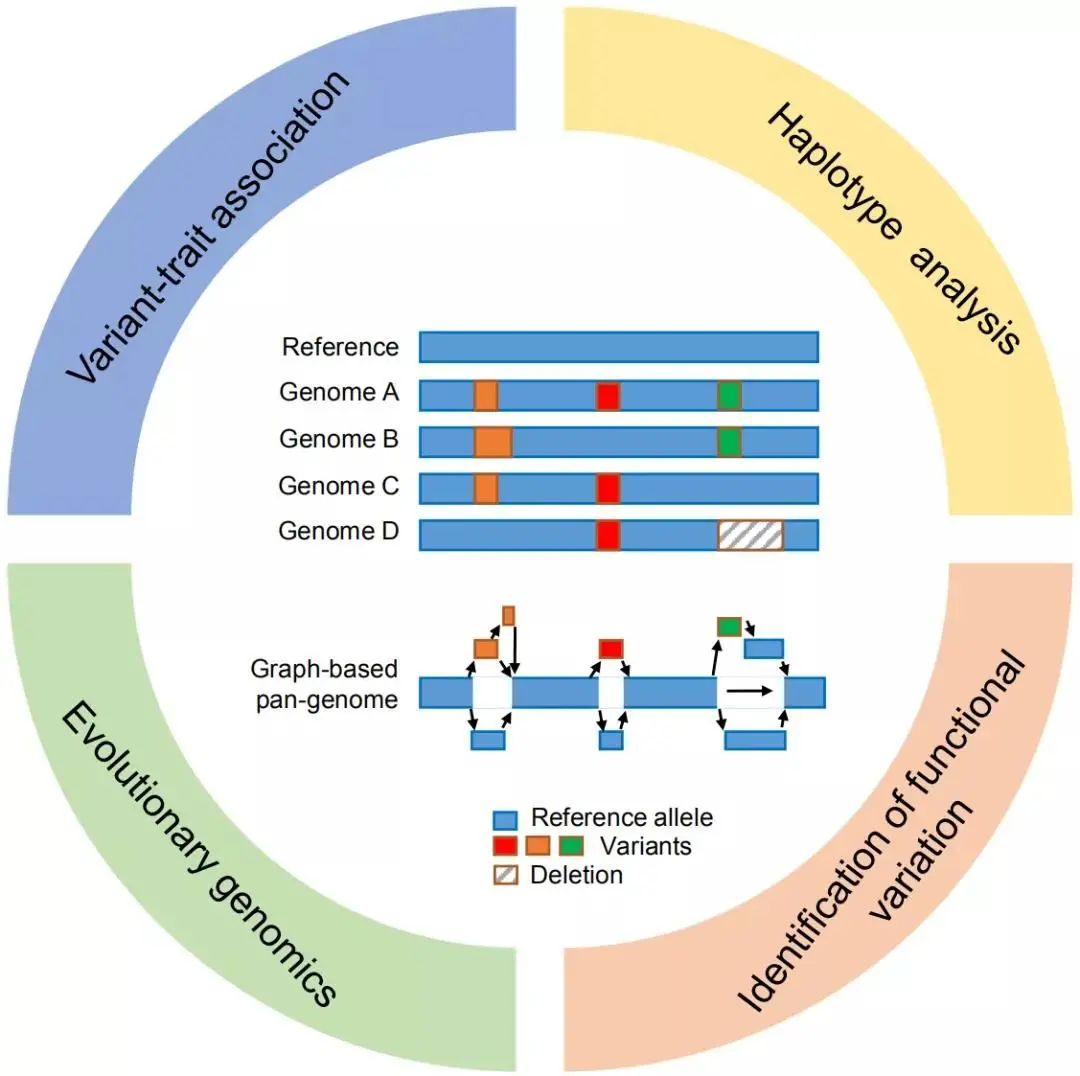 Variant-trait association
Haplotype analysis
Reference
Genome A
Genome B
Genome C
Genome D
Graph-based
pan-genome
Reference allele
Variants
Deletion
Evolutionary genomics
Identification of functional
variation